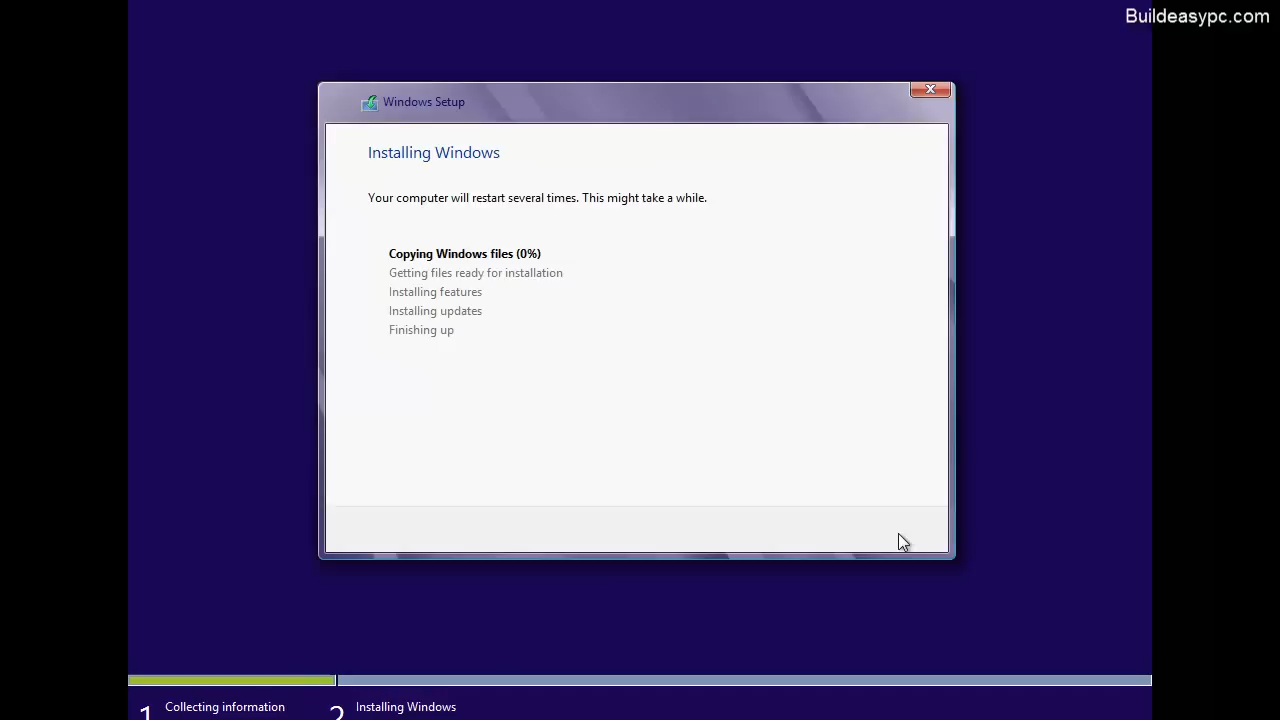 Buildeasypc.com
Windows Setup
Installing Windows
Your computer will restart several times. This might take a while.
Copying Windows files (0%)
Getting files ready for installation
Installing features
Installing updates
Finishing up
1 Collecting information
2 Installing Windows